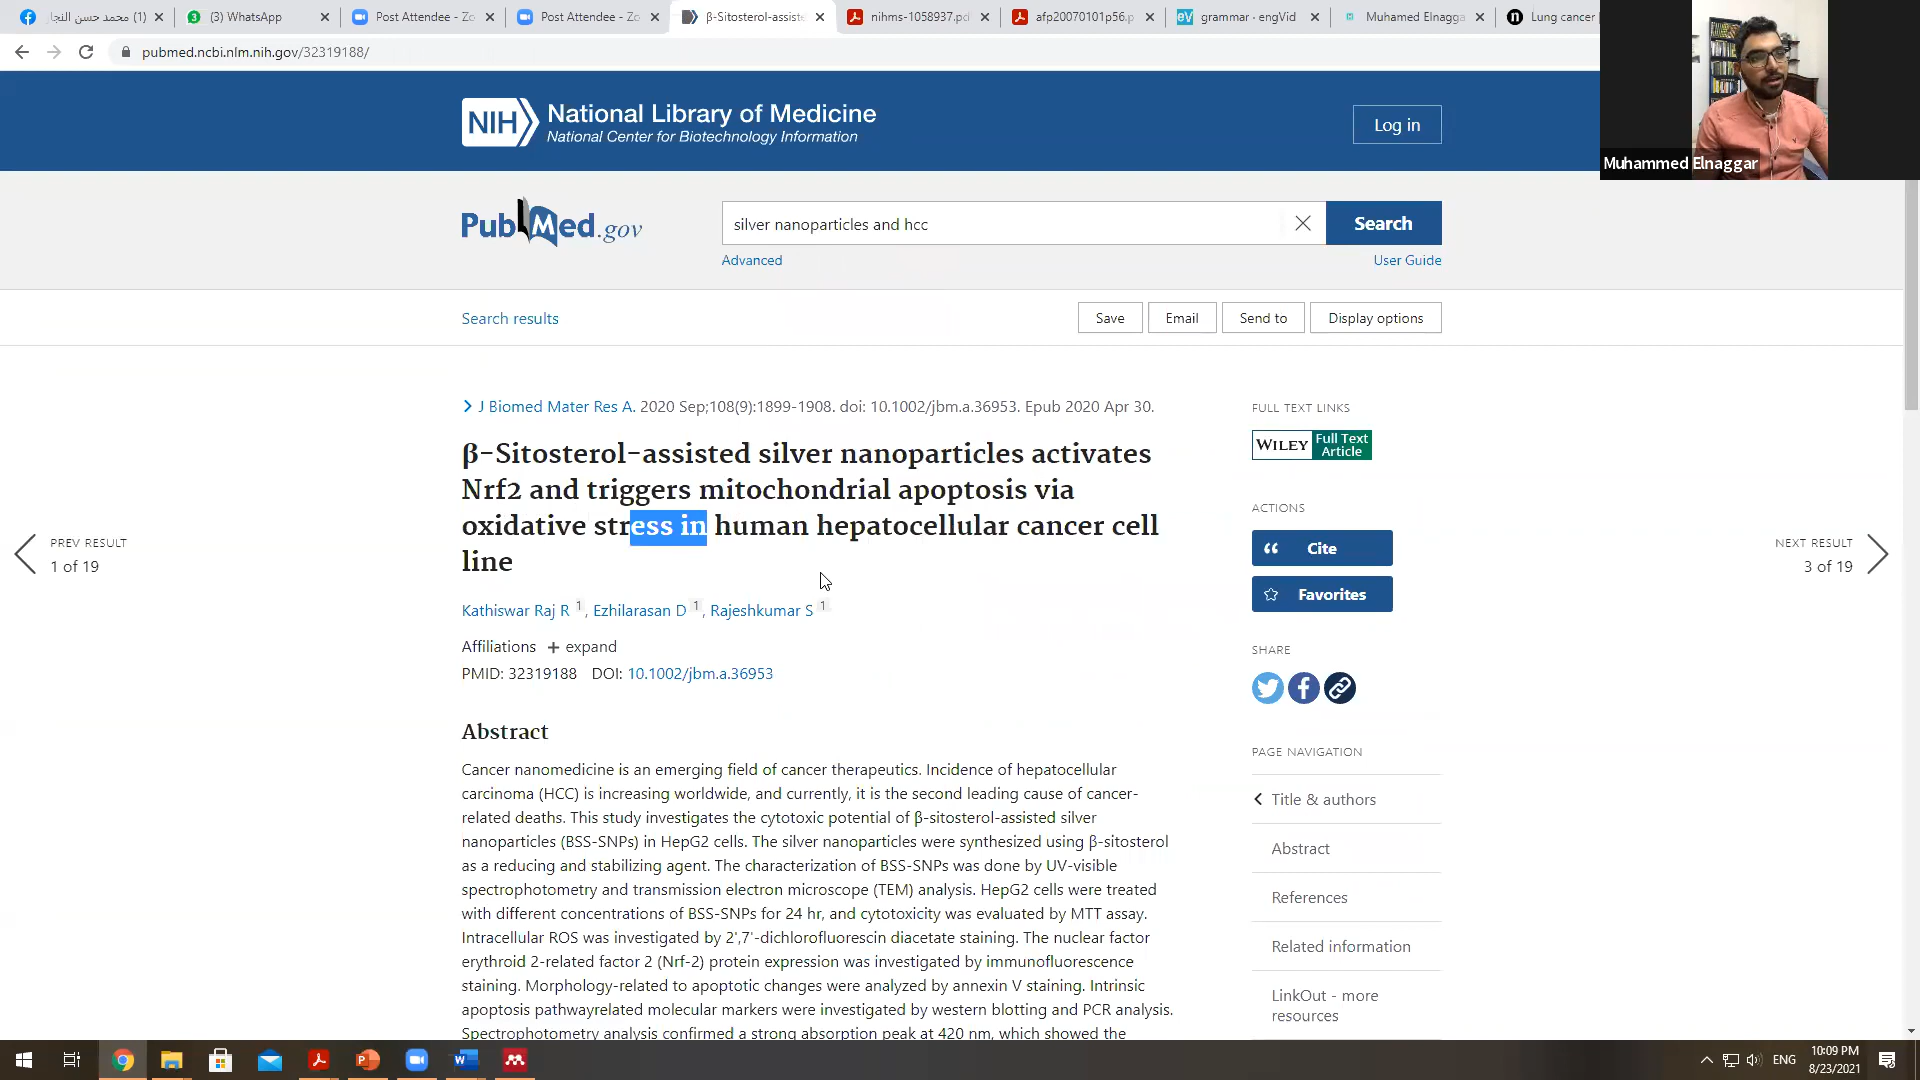 (1) محمد حسن النجار
(3) WhatsApp
Post Attendee - Zo
Post Attendee - Zo
β-Sitosterol-assiste
nihms-1058937.pd
afp20070101p56.p
grammar - engVid
Muhamed Elnagga
Lung cancer
pubmed.ncbi.nlm.nih.gov/32319188/
NIH National Library of Medicine
National Center for Biotechnology Information
Log in
Muhammed Elnaggar
PubMed.gov
silver nanoparticles and hcc
Search
Advanced
User Guide
Search results
Save
Email
Send to
Display options
J Biomed Mater Res A. 2020 Sep;108(9):1899-1908. doi: 10.1002/jbm.a.36953. Epub 2020 Apr 30.
β-Sitosterol-assisted silver nanoparticles activates
Nrf2 and triggers mitochondrial apoptosis via
oxidative stress in human hepatocellular cancer cell
line
Kathiswar Raj R 1, Ezhilarasan D 1, Rajeshkumar S 1
Affiliations + expand
PMID: 32319188 DOI: 10.1002/jbm.a.36953
Abstract
Cancer nanomedicine is an emerging field of cancer therapeutics. Incidence of hepatocellular
carcinoma (HCC) is increasing worldwide, and currently, it is the second leading cause of cancer-
related deaths. This study investigates the cytotoxic potential of β-sitosterol-assisted silver
nanoparticles (BSS-SNPs) in HepG2 cells. The silver nanoparticles were synthesized using β-sitosterol
as a reducing and stabilizing agent. The characterization of BSS-SNPs was done by UV-visible
spectrophotometry and transmission electron microscope (TEM) analysis. HepG2 cells were treated
with different concentrations of BSS-SNPs for 24 hr, and cytotoxicity was evaluated by MTT assay.
Intracellular ROS was investigated by 2',7'-dichlorofluorescin diacetate staining. The nuclear factor
erythroid 2-related factor 2 (Nrf-2) protein expression was investigated by immunofluorescence
staining. Morphology-related to apoptotic changes were analyzed by annexin V staining. Intrinsic
apoptosis pathwayrelated molecular markers were investigated by western blotting and PCR analysis.
Spectrophotometry analysis confirmed a strong absorption peak at 420 nm, which showed the
PREV RESULT
1 of 19
NEXT RESULT
3 of 19
FULL TEXT LINKS
WILEY Full Text
Article
ACTIONS
Cite
Favorites
SHARE
PAGE NAVIGATION
Title & authors
Abstract
References
Related information
LinkOut - more
resources
ENG
10:09 PM
8/23/2021